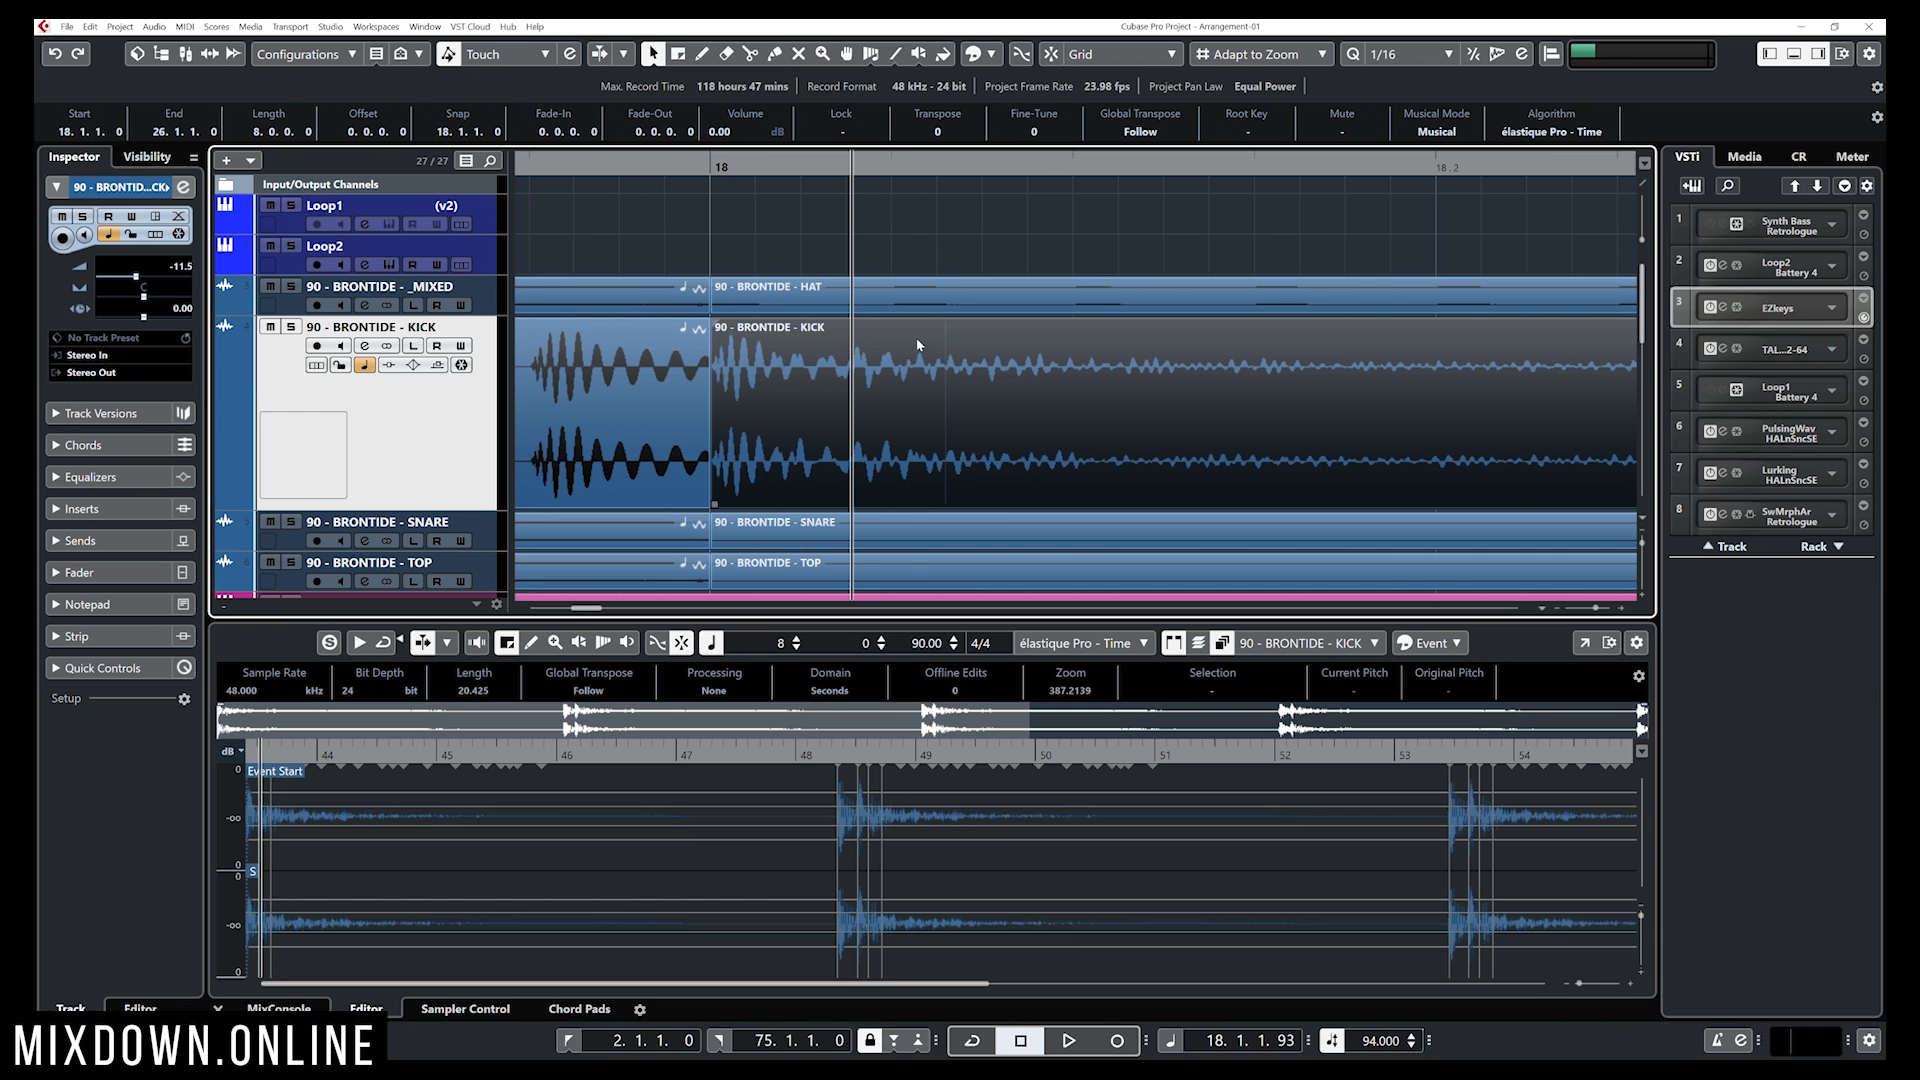 File Edit Project Audio MIDI Scores Media Transport Studio Workspaces Window VST Cloud Hub Help
Cubase Pro Project - Arrangement-01
Configurations Touch Grid Adapt to Zoom Q 1/16
Max. Record Time 118 hours 47 mins Record Format 48 kHz - 24 bit Project Frame Rate 23.98 fps Project Pan Law Equal Power
Start End Length Offset Snap Fade-In Fade-Out Volume Lock Transpose Fine-Tune Global Transpose Root Key Mute Musical Mode Algorithm
18. 1. 1. 0 26. 1. 1. 0 8. 0. 0. 0 0. 0. 0. 0 18. 1. 1. 0 0. 0. 0. 0 0. 0. 0. 0 0.00 dB - 0 0 Follow - - Musical élastique Pro - Time
Inspector Visibility
90 - BRONTID...CK
m S R W
-11.5
C
0.00
No Track Preset
Stereo In
Stereo Out
Track Versions
Chords
Equalizers
Inserts
Sends
Fader
Notepad
Strip
Quick Controls
Setup
27 / 27
Input/Output Channels
m S Loop1 (v2)
m S Loop2
3 m S 90 - BRONTIDE - _MIXED
4 m S 90 - BRONTIDE - KICK
5 m S 90 - BRONTIDE - SNARE
6 m S 90 - BRONTIDE - TOP
18 18.2
90 - BRONTIDE - HAT
90 - BRONTIDE - KICK
90 - BRONTIDE - SNARE
90 - BRONTIDE - TOP
VSTi Media CR Meter
1 Synth Bass
Retrologue
2 Loop2
Battery 4
3 EZkeys
4 TAL...2-64
5 Loop1
Battery 4
6 PulsingWav
HALnSncSE
7 Lurking
HALnSncSE
8 SwMrphAr
Retrologue
Track Rack
S 8 0 90.00 4/4 élastique Pro - Time 90 - BRONTIDE - KICK Event
Sample Rate Bit Depth Length Global Transpose Processing Domain Offline Edits Zoom Selection Current Pitch Original Pitch
48.000 kHz 24 bit 20.425 Follow None Seconds 0 387.2139 - - -
dB 44 45 46 47 48 49 50 51 52 53 54
0 Event Start
-∞
0
0
S
-∞
0
Track Editor MixConsole Editor Sampler Control Chord Pads
2. 1. 1. 0 75. 1. 1. 0 18. 1. 1. 93 94.000
MIXDOWN.ONLINE